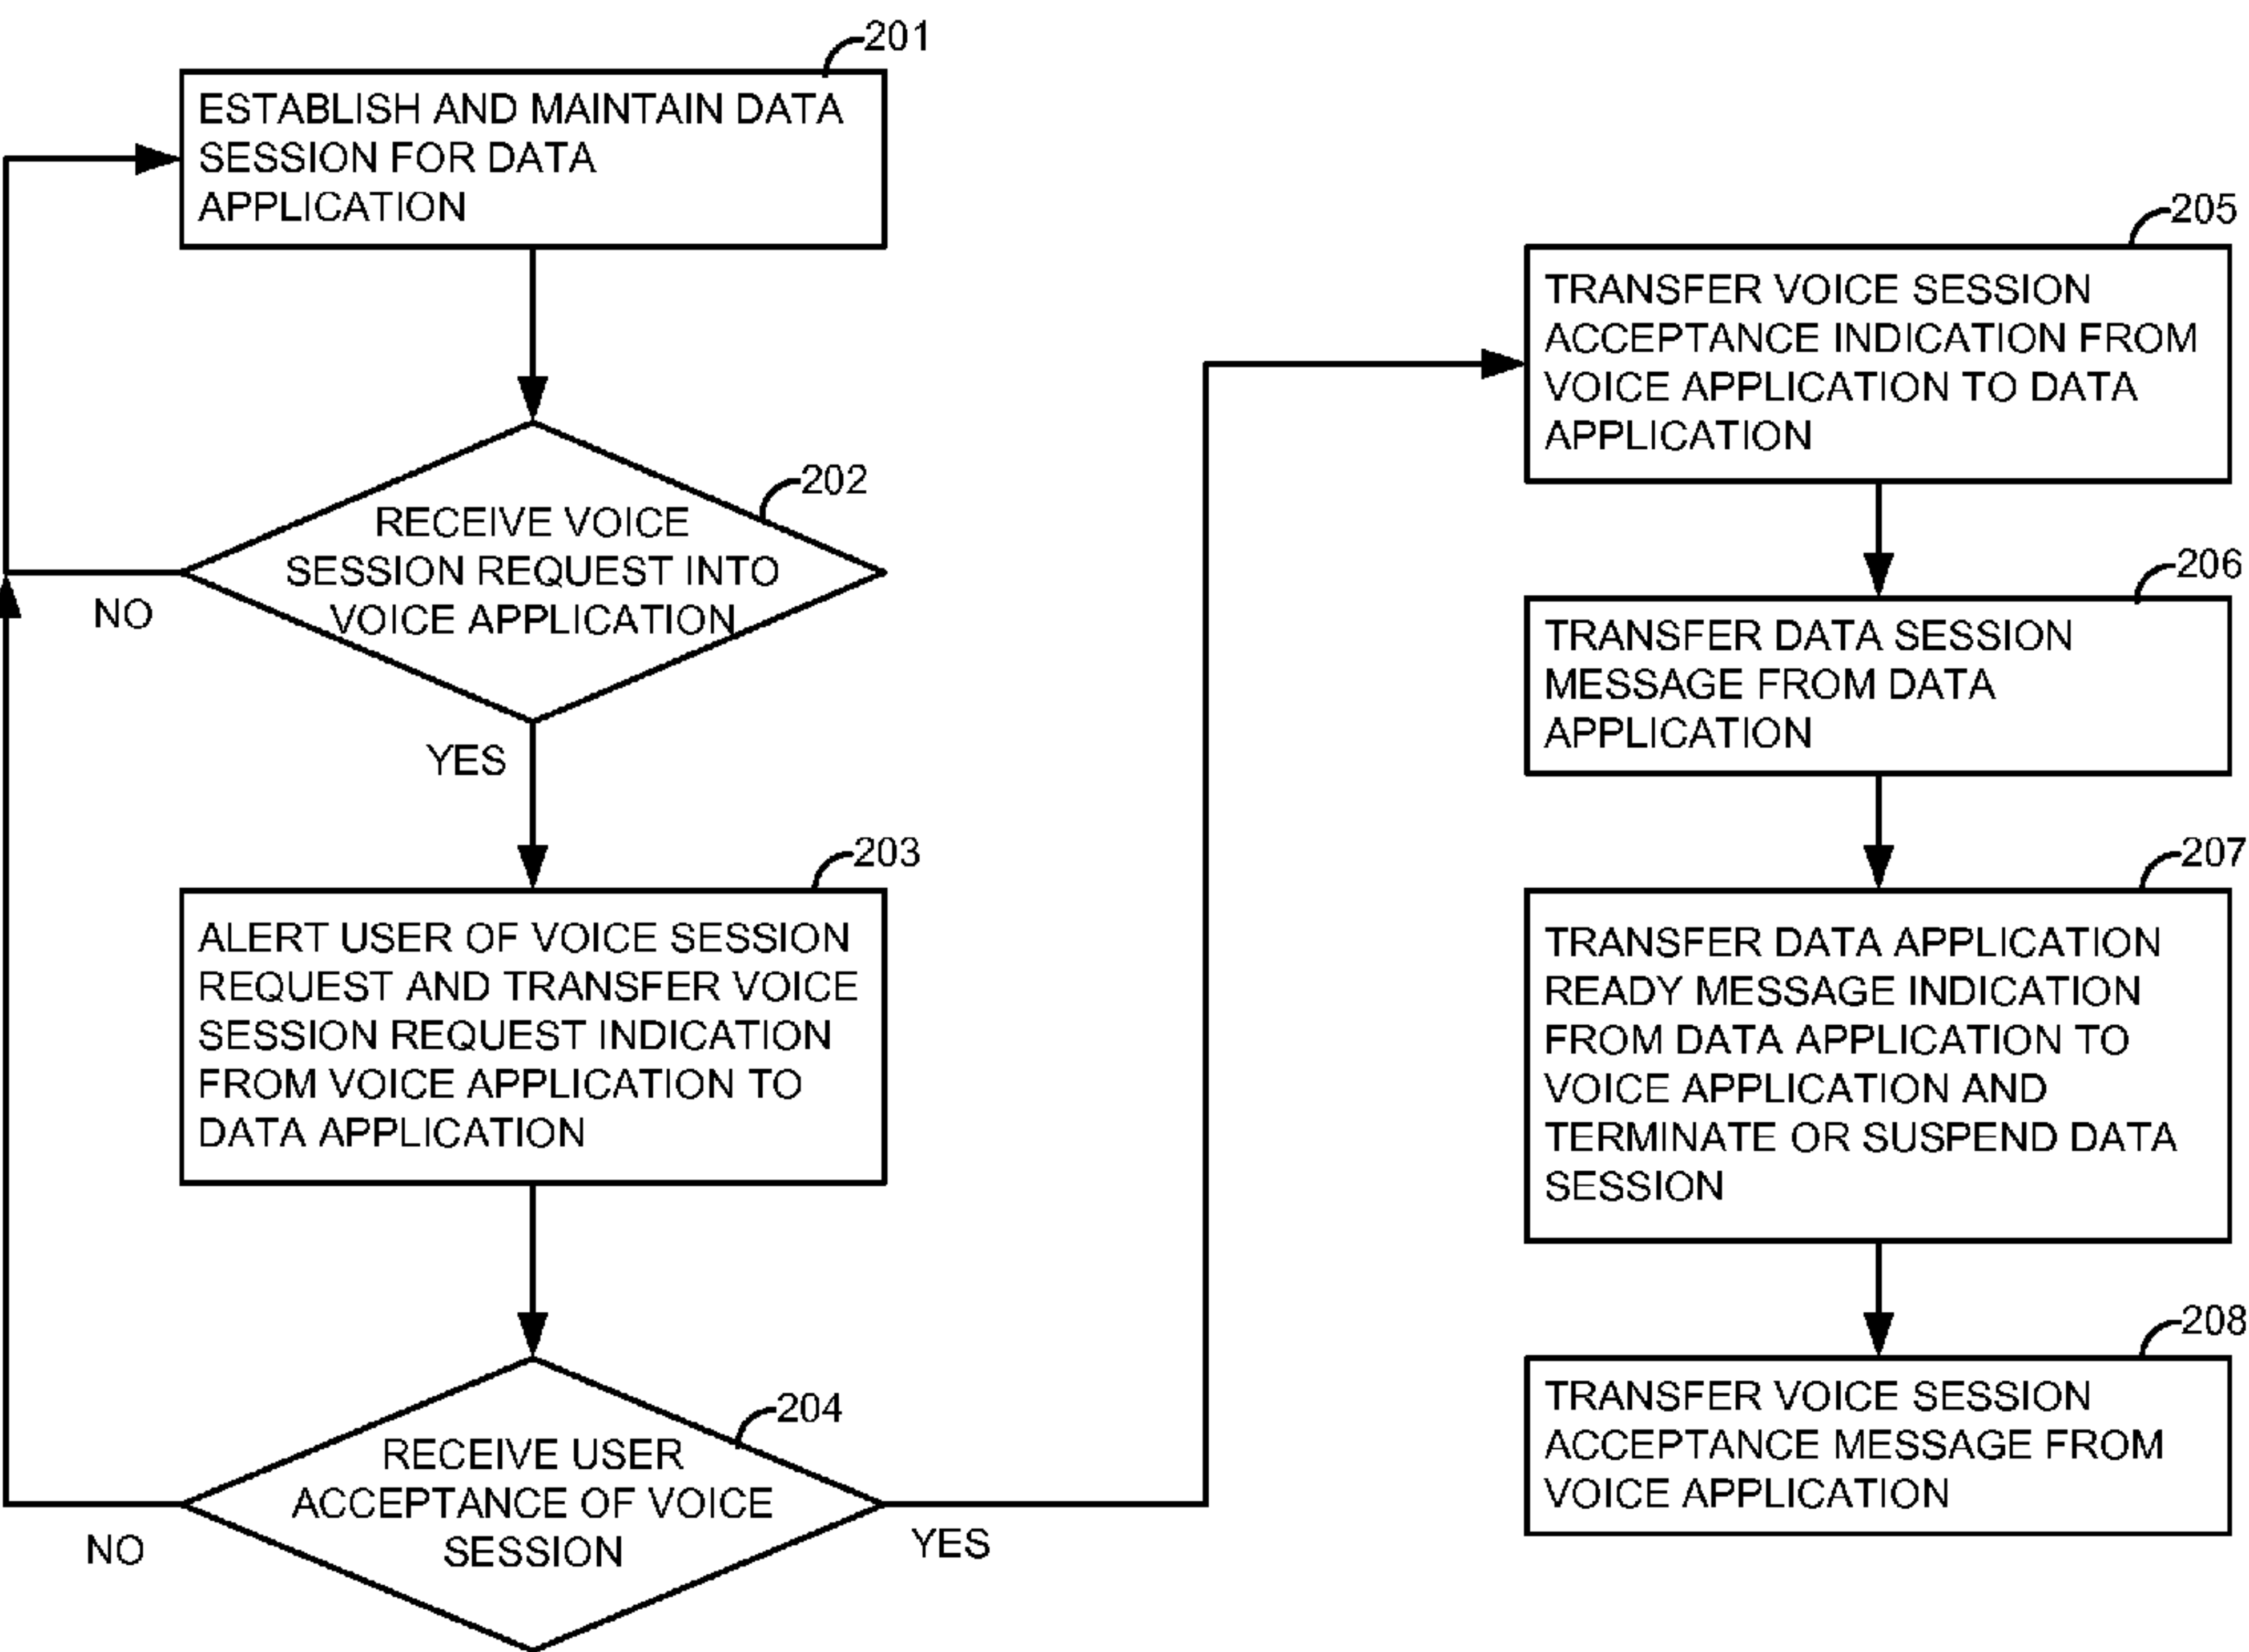 201
ESTABLISH AND MAINTAIN DATA
SESSION FOR DATA
APPLICATION
202
RECEIVE VOICE
SESSION REQUEST INTO
VOICE APPLICATION
NO
YES
203
ALERT USER OF VOICE SESSION
REQUEST AND TRANSFER VOICE
SESSION REQUEST INDICATION
FROM VOICE APPLICATION TO
DATA APPLICATION
204
RECEIVE USER
ACCEPTANCE OF VOICE
SESSION
NO
YES
205
TRANSFER VOICE SESSION
ACCEPTANCE INDICATION FROM
VOICE APPLICATION TO DATA
APPLICATION
206
TRANSFER DATA SESSION
MESSAGE FROM DATA
APPLICATION
207
TRANSFER DATA APPLICATION
READY MESSAGE INDICATION
FROM DATA APPLICATION TO
VOICE APPLICATION AND
TERMINATE OR SUSPEND DATA
SESSION
208
TRANSFER VOICE SESSION
ACCEPTANCE MESSAGE FROM
VOICE APPLICATION